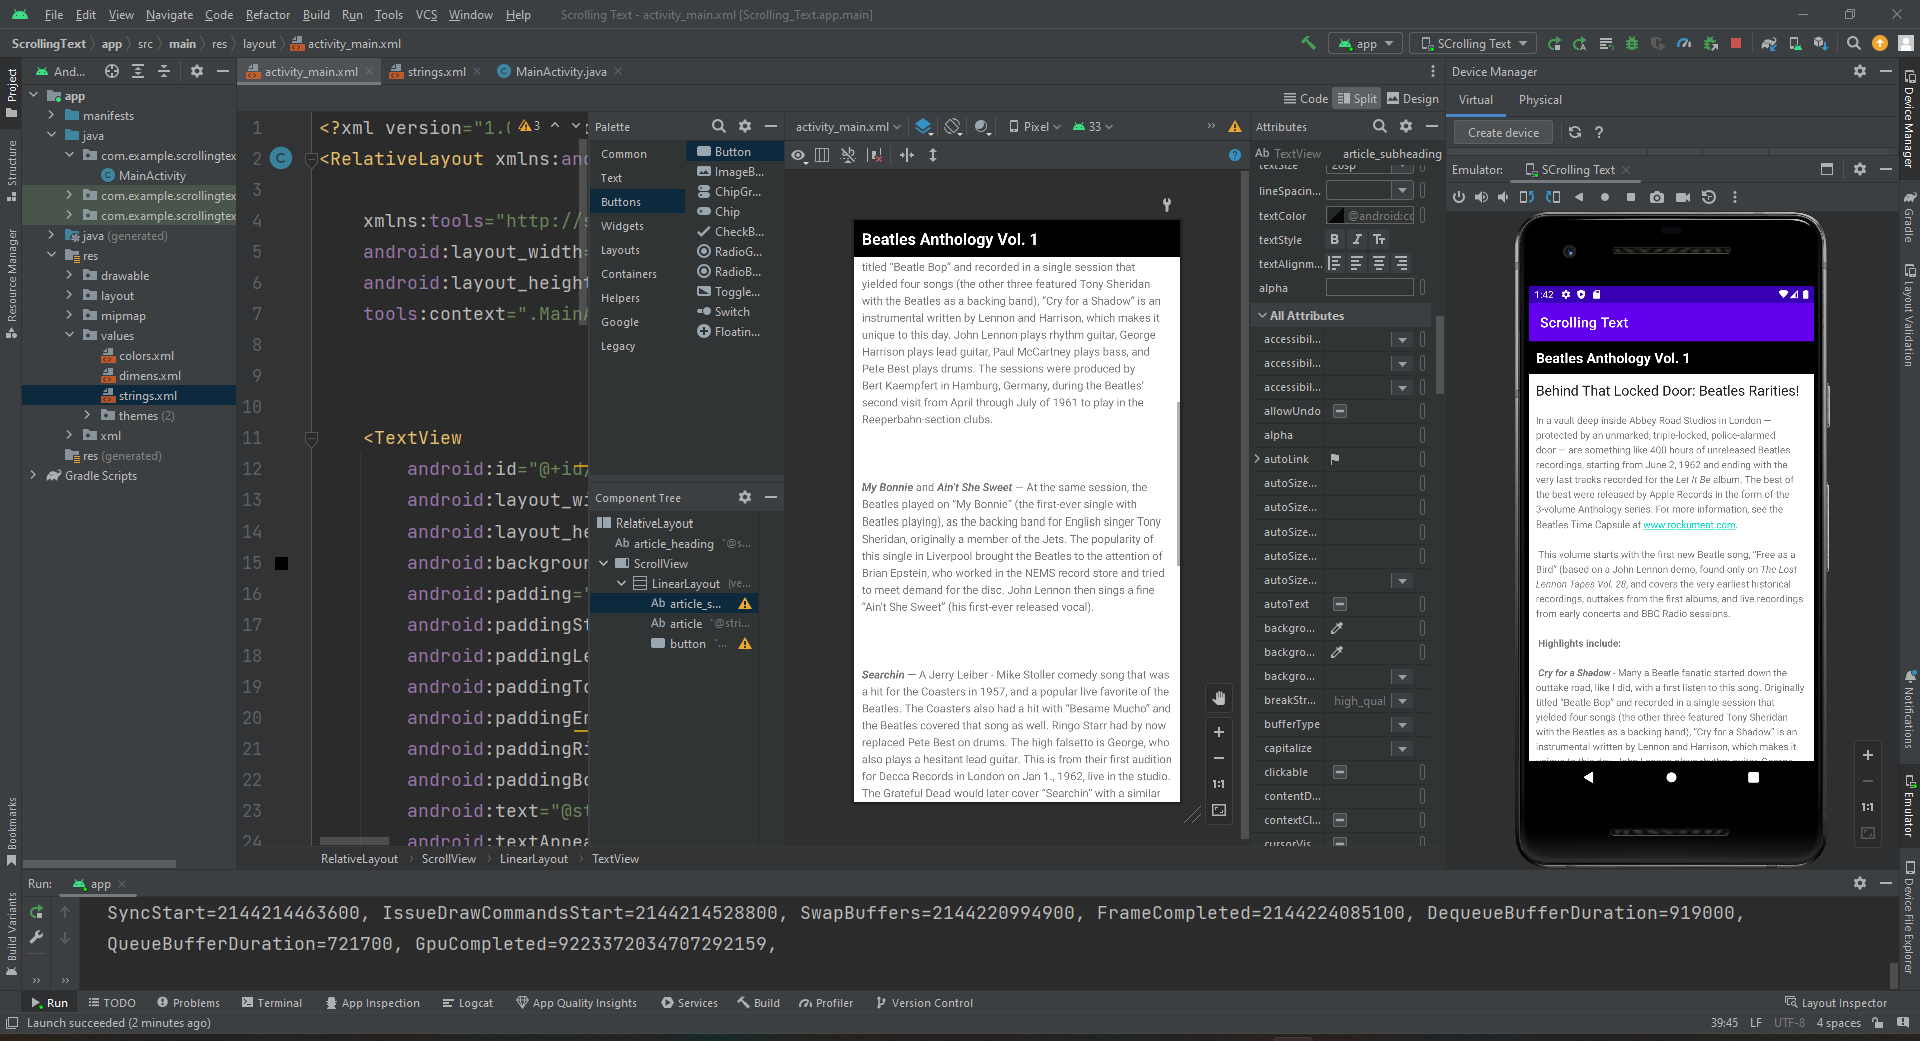 File Edit View Navigate Code Refactor Build Run Tools VCS Window Help Scrolling Text - activity_main.xml [Scrolling_Text.app.main]
ScrollingText app src main res layout activity_main.xml
app SCrolling Text
And...
activity_main.xml strings.xml MainActivity.java
Device Manager
Code Split Design
Virtual Physical
Create device ?
Emulator: SCrolling Text
Project
Structure
Resource Manager
Bookmarks
Build Variants
app
manifests
java
com.example.scrollingtex
MainActivity
com.example.scrollingtex
com.example.scrollingtex
java (generated)
res
drawable
layout
mipmap
values
colors.xml
dimens.xml
strings.xml
themes (2)
xml
res (generated)
Gradle Scripts
1 <?xml version="1.0 3
2 <RelativeLayout xmlns:and
3
4 xmlns:tools="http://s
5 android:layout_width=
6 android:layout_height
7 tools:context=".MainA
8
9
10
11 <TextView
12 android:id="@+id/
13 android:layout_wi
14 android:layout_he
15 android:backgroun
16 android:padding="
17 android:paddingSt
18 android:paddingLe
19 android:paddingTo
20 android:paddingEn
21 android:paddingRi
22 android:paddingBo
23 android:text="@st
24 android:textAppea
Palette
Common
Text
Buttons
Widgets
Layouts
Containers
Helpers
Google
Legacy
Button
ImageB...
ChipGr...
Chip
CheckB...
RadioG...
RadioB...
Toggle...
Switch
Floatin...
Component Tree
RelativeLayout
Ab article_heading "@s...
ScrollView
LinearLayout (ve...
Ab article_s...
Ab article "@stri...
button "...
activity_main.xml Pixel 33
Beatles Anthology Vol. 1
titled “Beatle Bop” and recorded in a single session that
yielded four songs (the other three featured Tony Sheridan
with the Beatles as a backing band), “Cry for a Shadow” is an
instrumental written by Lennon and Harrison, which makes it
unique to this day. John Lennon plays rhythm guitar, George
Harrison plays lead guitar, Paul McCartney plays bass, and
Pete Best plays drums. The sessions were produced by
Bert Kaempfert in Hamburg, Germany, during the Beatles’
second visit from April through July of 1961 to play in the
Reeperbahn-section clubs.
My Bonnie and Ain’t She Sweet — At the same session, the
Beatles played on “My Bonnie” (the first-ever single with
Beatles playing), as the backing band for English singer Tony
Sheridan, originally a member of the Jets. The popularity of
this single in Liverpool brought the Beatles to the attention of
Brian Epstein, who worked in the NEMS record store and tried
to meet demand for the disc. John Lennon then sings a fine
“Ain’t She Sweet” (his first-ever released vocal).
Searchin — A Jerry Leiber - Mike Stoller comedy song that was
a hit for the Coasters in 1957, and a popular live favorite of the
Beatles. The Coasters also had a hit with “Besame Mucho” and
the Beatles covered that song as well. Ringo Starr had by now
replaced Pete Best on drums. The high falsetto is George, who
also plays a hesitant lead guitar. This is from their first audition
for Decca Records in London on Jan 1., 1962, live in the studio.
The Grateful Dead would later cover “Searchin” with a similar
1:1
Attributes
Ab TextView article_subheading
textSize 20sp
lineSpacin...
textColor @android:cc
textStyle B I Tт
textAlignm...
alpha
All Attributes
accessibil...
accessibil...
accessibil...
allowUndo
alpha
autoLink
autoSize...
autoSize...
autoSize...
autoSize...
autoSize...
autoText
backgro...
backgro...
backgro...
breakStr... high_qual
bufferType
capitalize
clickable
contentD...
contextCl...
cursorVis
1:42
Scrolling Text
Beatles Anthology Vol. 1
Behind That Locked Door: Beatles Rarities!
In a vault deep inside Abbey Road Studios in London —
protected by an unmarked, triple-locked, police-alarmed
door — are something like 400 hours of unreleased Beatles
recordings, starting from June 2, 1962 and ending with the
very last tracks recorded for the Let It Be album. The best of
the best were released by Apple Records in the form of the
3-volume Anthology series. For more information, see the
Beatles Time Capsule at www.rockument.com.
This volume starts with the first new Beatle song, “Free as a
Bird” (based on a John Lennon demo, found only on The Lost
Lennon Tapes Vol. 28, and covers the very earliest historical
recordings, outtakes from the first albums, and live recordings
from early concerts and BBC Radio sessions.
Highlights include:
Cry for a Shadow - Many a Beatle fanatic started down the
outtake road, like I did, with a first listen to this song. Originally
titled “Beatle Bop” and recorded in a single session that
yielded four songs (the other three featured Tony Sheridan
with the Beatles as a backing band), “Cry for a Shadow” is an
instrumental written by Lennon and Harrison, which makes it
unique to this day. John Lennon plays rhythm guitar, George
1:1
Device Manager
Gradle
Layout Validation
Notifications
Emulator
Device File Explorer
RelativeLayout ScrollView LinearLayout TextView
Run: app
SyncStart=2144214463600, IssueDrawCommandsStart=2144214528800, SwapBuffers=2144220994900, FrameCompleted=2144224085100, DequeueBufferDuration=919000,
QueueBufferDuration=721700, GpuCompleted=9223372034707292159,
Run TODO Problems Terminal App Inspection Logcat App Quality Insights Services Build Profiler Version Control Layout Inspector
Launch succeeded (2 minutes ago) 39:45 LF UTF-8 4 spaces